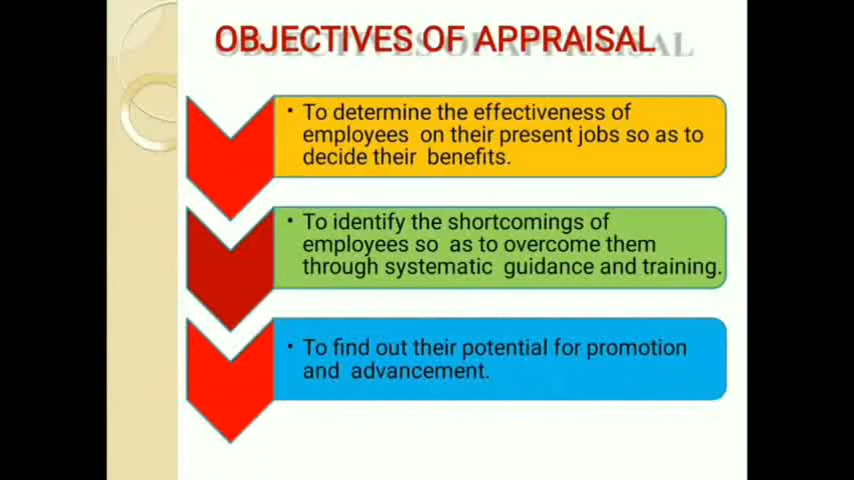 OBJECTIVES OF APPRAISAL
• To determine the effectiveness of
employees on their present jobs so as to
decide their benefits.
• To identify the shortcomings of
employees so as to overcome them
through systematic guidance and training.
• To find out their potential for promotion
and advancement.